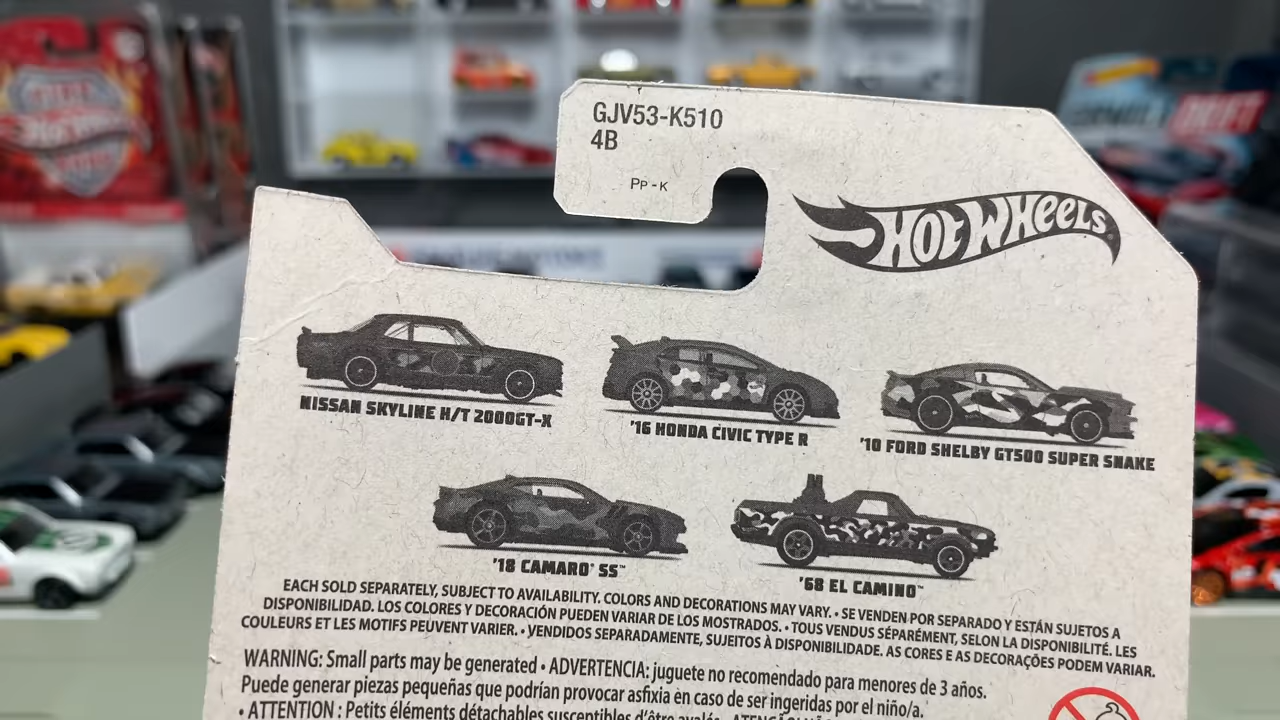 GJV53-K510
4B
PP-K
HOT WHEELS
NISSAN SKYLINE H/T 2000GT-X
'16 HONDA CIVIC TYPE R
'10 FORD SHELBY GT500 SUPER SNAKE
'18 CAMARO® SS™
'68 EL CAMINO™
EACH SOLD SEPARATELY, SUBJECT TO AVAILABILITY. COLORS AND DECORATIONS MAY VARY. • SE VENDEN POR SEPARADO Y ESTÁN SUJETOS A
DISPONIBILIDAD. LOS COLORES Y DECORACIÓN PUEDEN VARIAR DE LOS MOSTRADOS. • TOUS VENDUS SÉPARÉMENT, SELON LA DISPONIBILITÉ. LES
COULEURS ET LES MOTIFS PEUVENT VARIER. • VENDIDOS SEPARADAMENTE, SUJEITOS À DISPONIBILIDADE. AS CORES E AS DECORAÇÕES PODEM VARIAR.
WARNING: Small parts may be generated • ADVERTENCIA: juguete no recomendado para menores de 3 años.
Puede generar piezas pequeñas que podrían provocar asfixia en caso de ser ingeridas por el niño/a.
• ATTENTION : Petits éléments détachables susceptibles d'être avalés